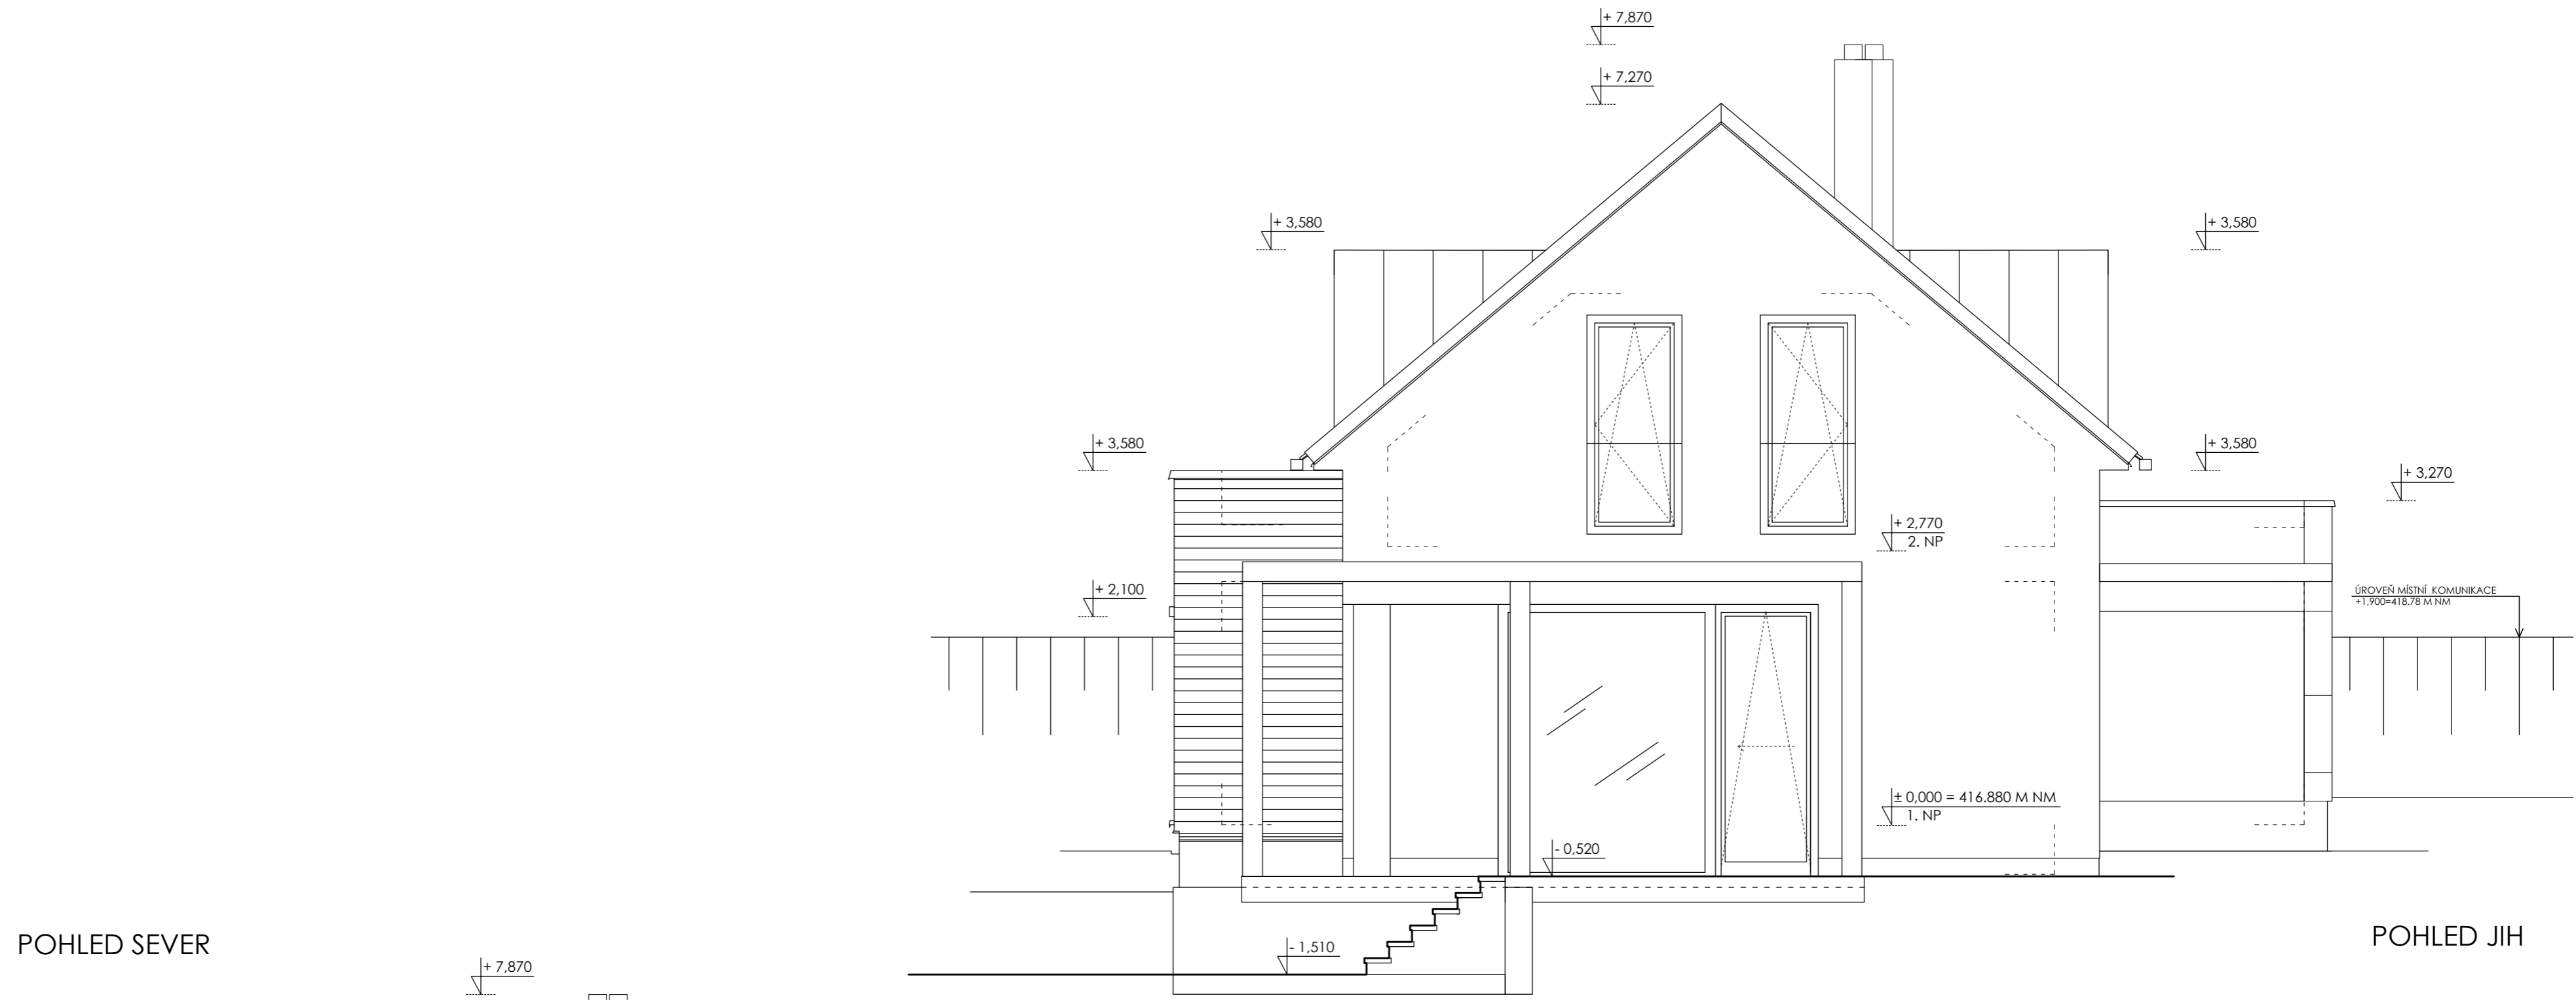 + 7,870
+ 7,270
+ 3,580
+ 3,580
+ 3,580
+ 3,580
+ 3,270
+ 2,770
2. NP
+ 2,100
ÚROVEŇ MÍSTNÍ KOMUNIKACE
+1,900=418.78 M NM
± 0,000 = 416.880 M NM
1. NP
- 0,520
POHLED SEVER
POHLED JIH
- 1,510
+ 7,870